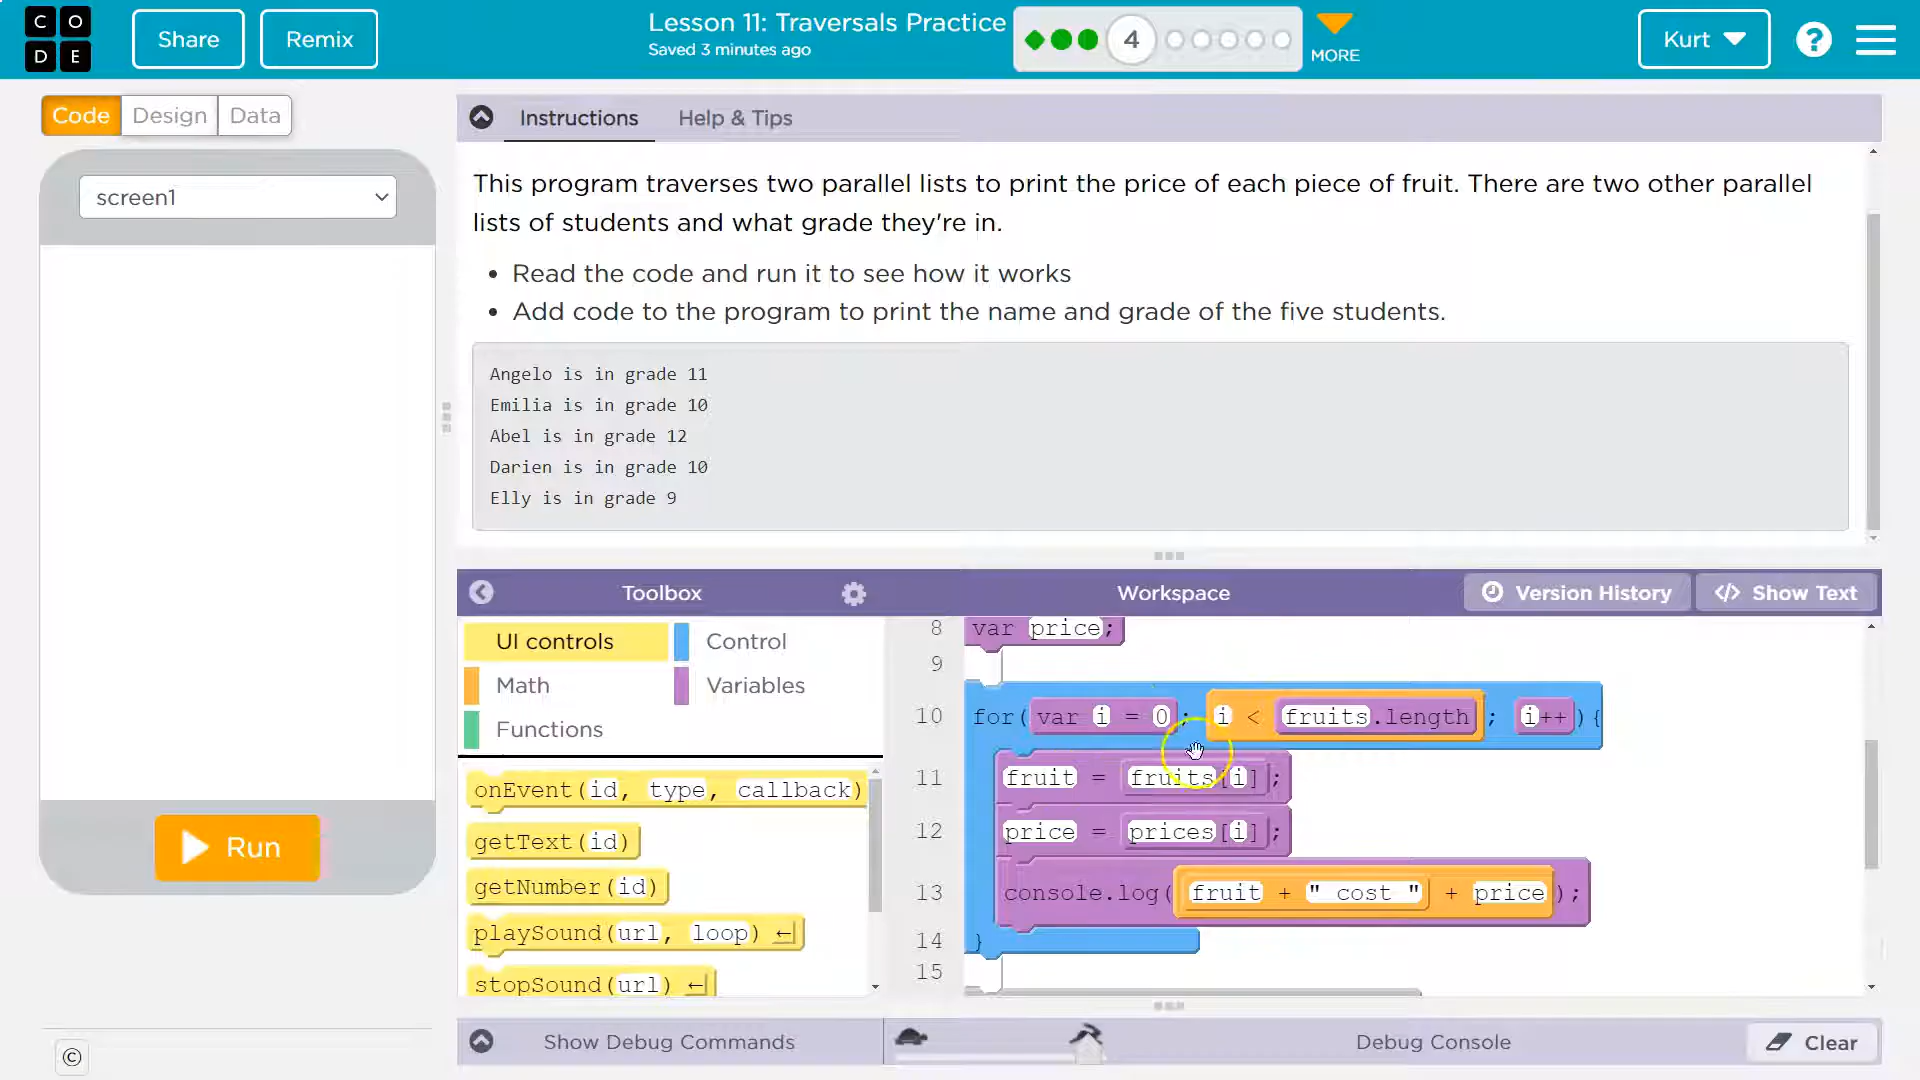 C O
D E
Share
Remix
Lesson 11: Traversals Practice
Saved 3 minutes ago
4
MORE
Kurt
?
Code
Design
Data
Instructions
Help & Tips
screen1
This program traverses two parallel lists to print the price of each piece of fruit. There are two other parallel
lists of students and what grade they're in.
• Read the code and run it to see how it works
• Add code to the program to print the name and grade of the five students.
Angelo is in grade 11
Emilia is in grade 10
Abel is in grade 12
Darien is in grade 10
Elly is in grade 9
Toolbox
Workspace
Version History
</> Show Text
UI controls
Control
Math
Variables
Functions
onEvent(id, type, callback)
getText(id)
getNumber(id)
playSound(url, loop) ←
stopSound(url) ←
8 var price;
9
10 for(var i = 0; i < fruits.length; i++){
11 fruit = fruits[i];
12 price = prices[i];
13 console.log(fruit + " cost " + price);
14 }
15
Run
©
Show Debug Commands
Debug Console
Clear